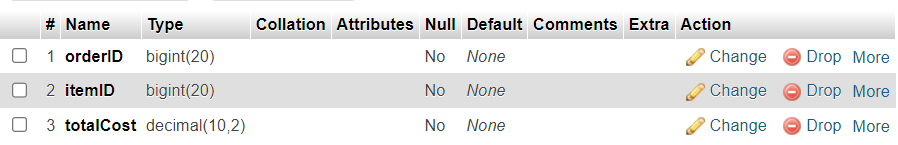 # Name Type Collation Attributes Null Default Comments Extra Action
1 orderID bigint(20) No None Change Drop More
2 itemID bigint(20) No None Change Drop More
3 totalCost decimal(10,2) No None Change Drop More